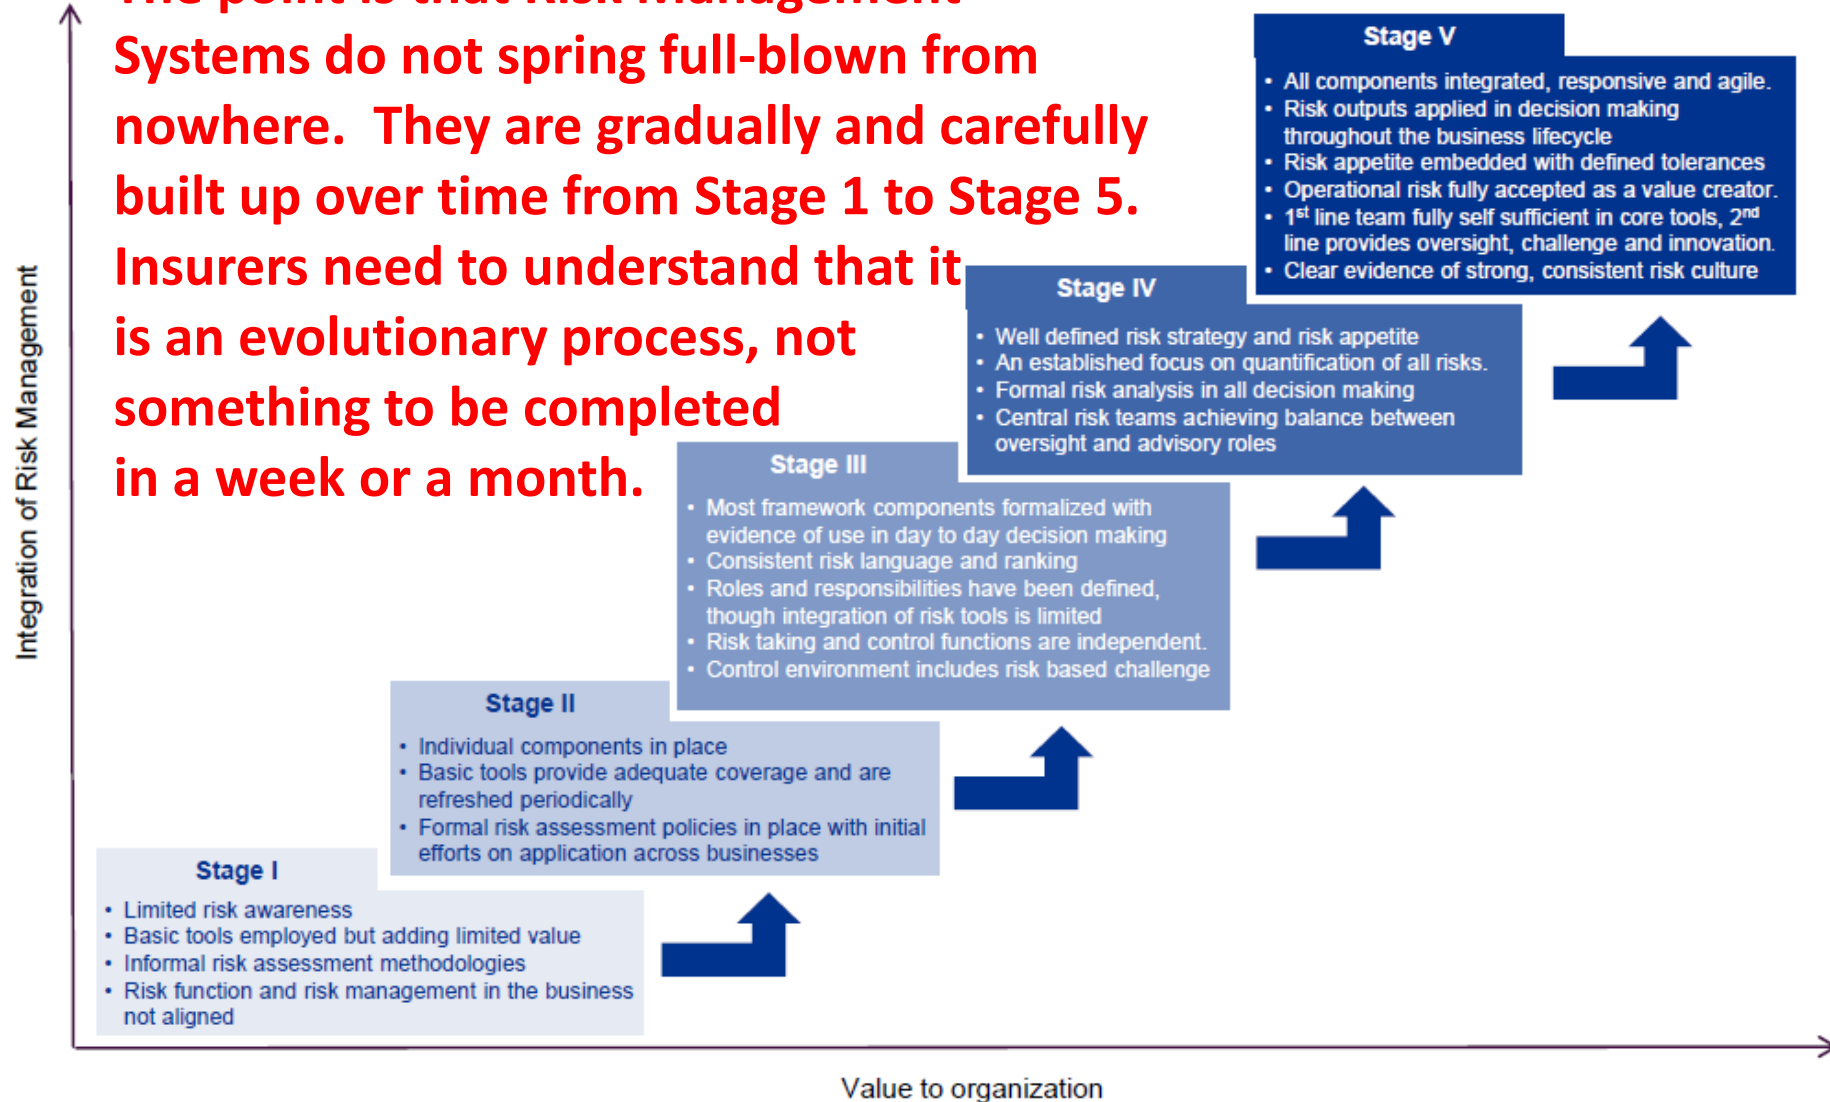 The point is that Risk Management
Systems do not spring full-blown from
nowhere. They are gradually and carefully
built up over time from Stage 1 to Stage 5.
Insurers need to understand that it
is an evolutionary process, not
something to be completed
in a week or a month.
Stage V
• All components integrated, responsive and agile.
• Risk outputs applied in decision making
throughout the business lifecycle
• Risk appetite embedded with defined tolerances
• Operational risk fully accepted as a value creator.
• 1st line team fully self sufficient in core tools, 2nd
line provides oversight, challenge and innovation.
• Clear evidence of strong, consistent risk culture
Stage IV
• Well defined risk strategy and risk appetite
• An established focus on quantification of all risks.
• Formal risk analysis in all decision making
• Central risk teams achieving balance between
oversight and advisory roles
Stage III
• Most framework components formalized with
evidence of use in day to day decision making
• Consistent risk language and ranking
• Roles and responsibilities have been defined,
though integration of risk tools is limited
• Risk taking and control functions are independent.
• Control environment includes risk based challenge
Stage II
• Individual components in place
• Basic tools provide adequate coverage and are
refreshed periodically
• Formal risk assessment policies in place with initial
efforts on application across businesses
Stage I
• Limited risk awareness
• Basic tools employed but adding limited value
• Informal risk assessment methodologies
• Risk function and risk management in the business
not aligned
Integration of Risk Management
Value to organization